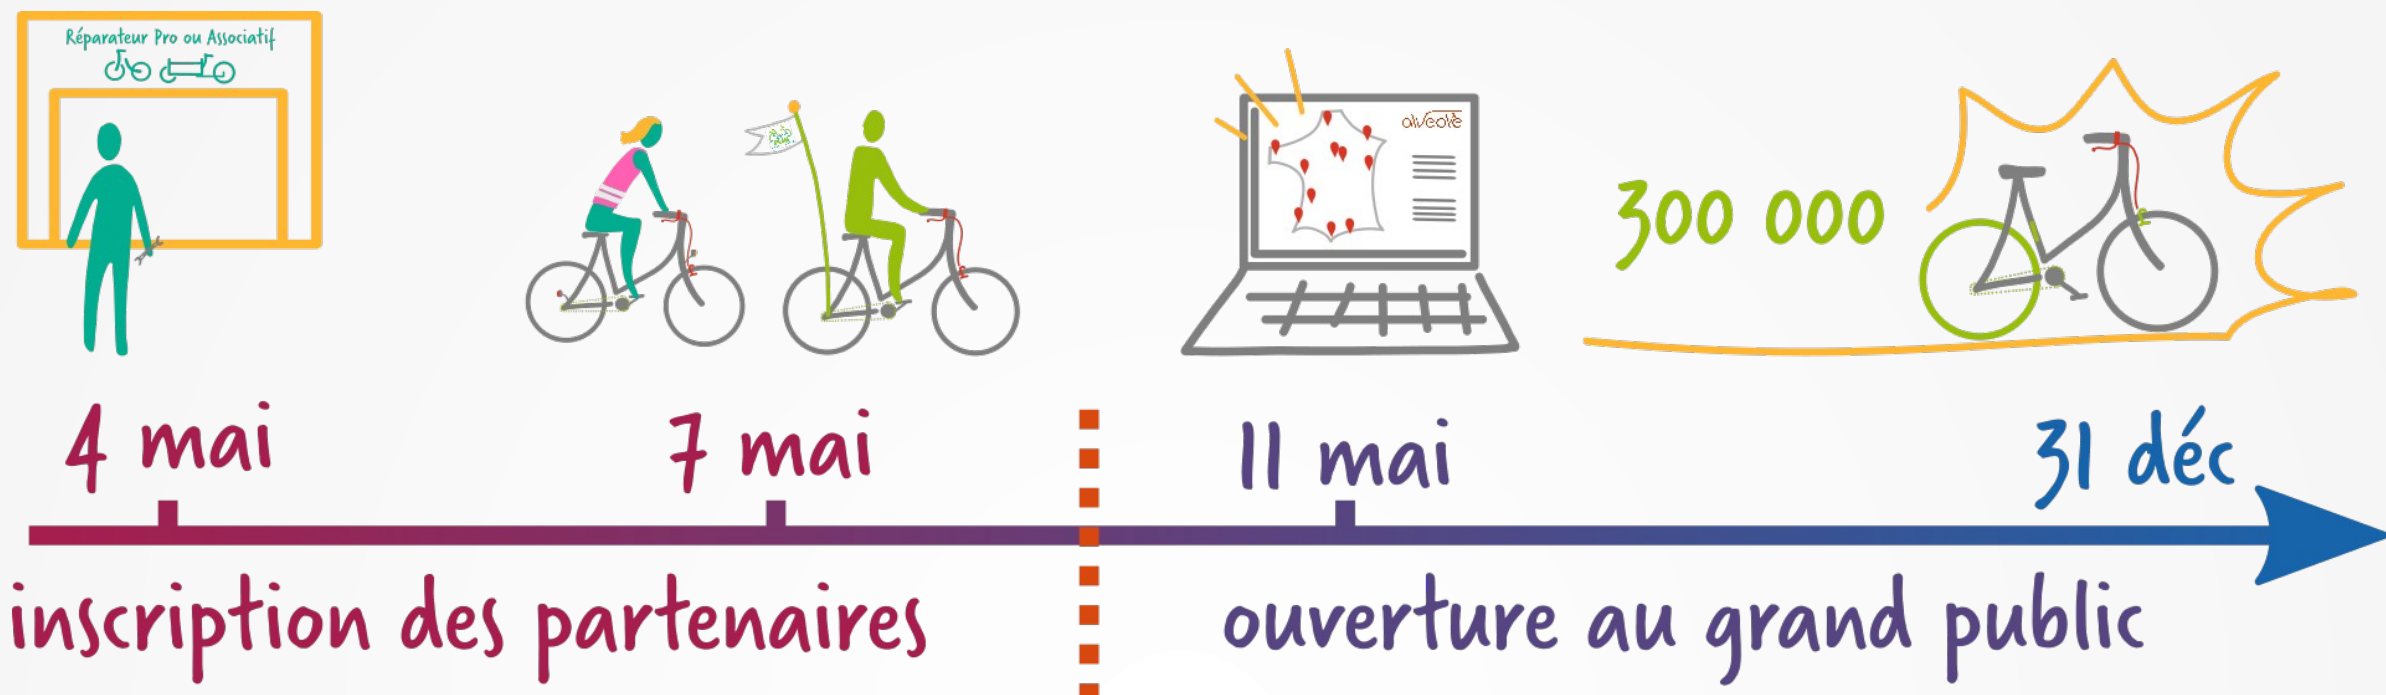 Réparateur Pro ou Associatif
alvéole
300 000
4 mai
7 mai
11 mai
31 déc
inscription des partenaires
ouverture au grand public